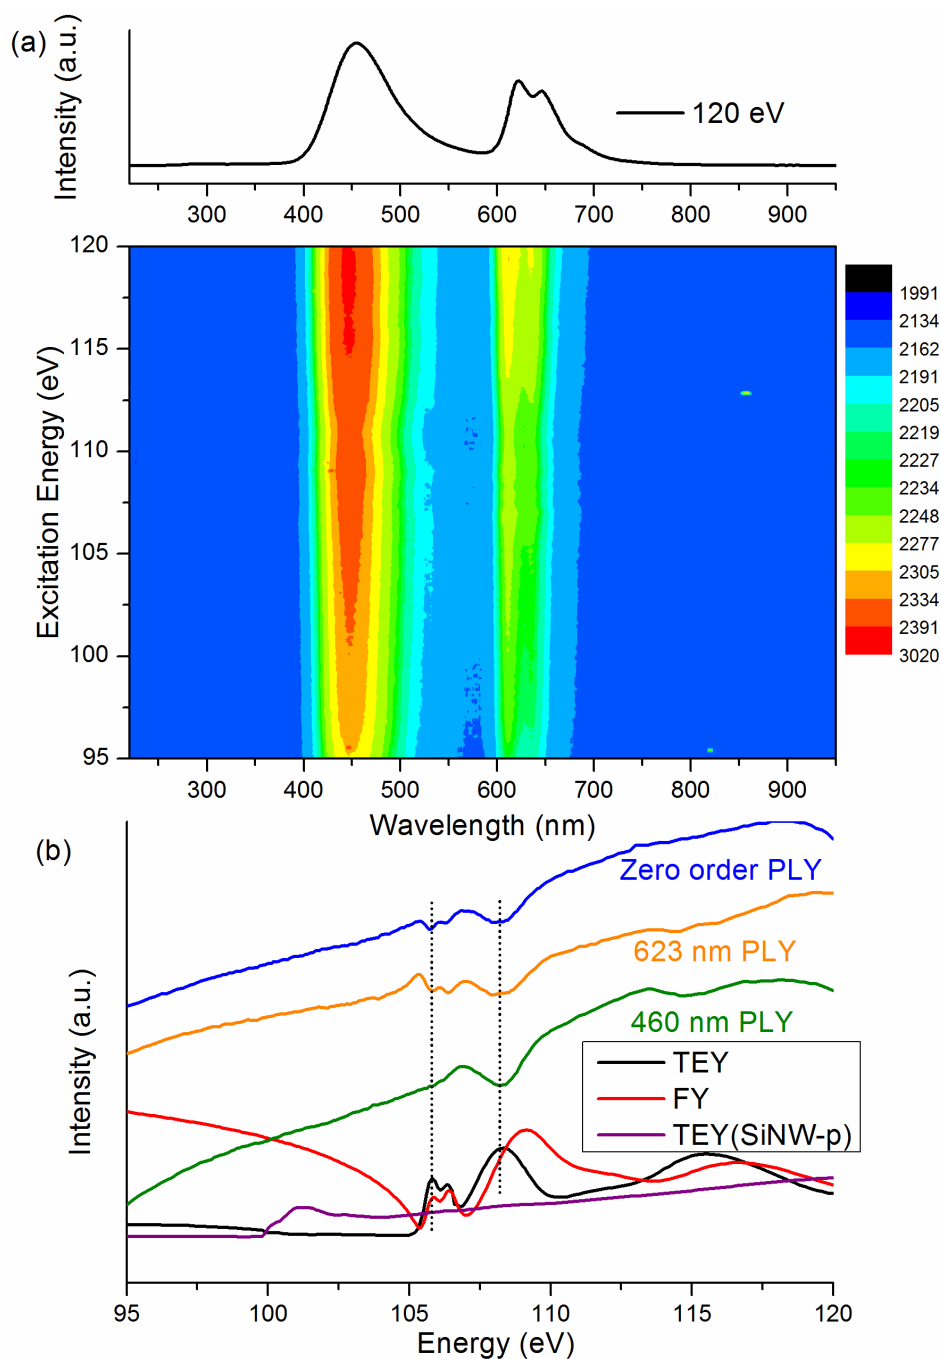 (a)
Intensity (a.u.)
120 eV
300 400 500 600 700 800 900
Excitation Energy (eV)
120
115
110
105
100
95
1991
2134
2162
2191
2205
2219
2227
2234
2248
2277
2305
2334
2391
3020
300 400 500 600 700 800 900
Wavelength (nm)
(b)
Intensity (a.u.)
Zero order PLY
623 nm PLY
460 nm PLY
TEY
FY
TEY(SiNW-p)
95 100 105 110 115 120
Energy (eV)